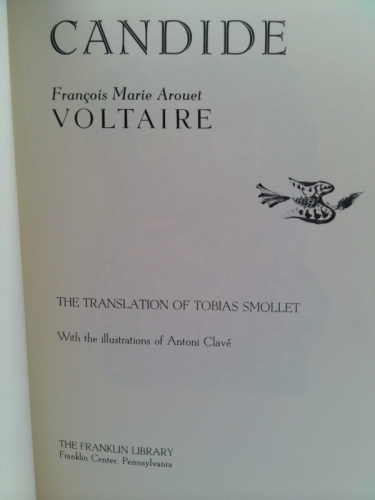 CANDIDE
François Marie Arouet
VOLTAIRE
THE TRANSLATION OF TOBIAS SMOLLET
With the illustrations of Antoni Clavé
THE FRANKLIN LIBRARY
Franklin Center, Pennsylvania